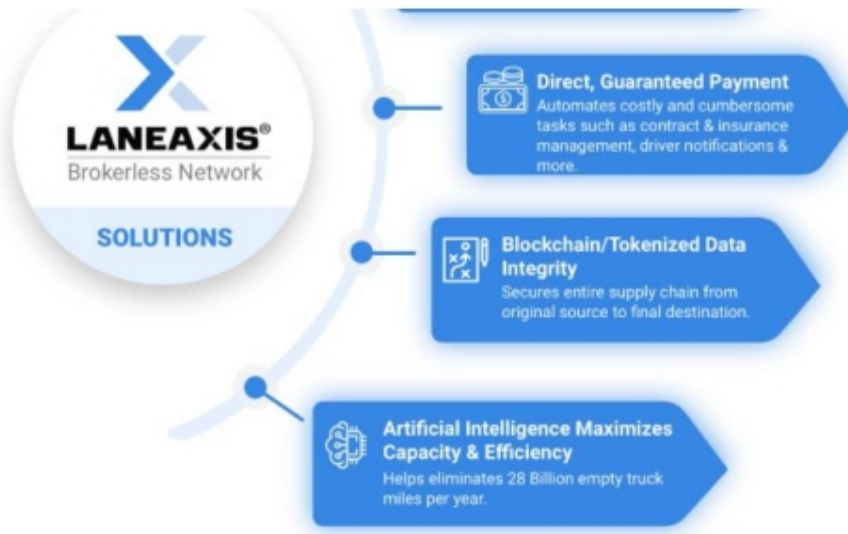 LANEAXIS®
Brokerless Network
SOLUTIONS
Direct, Guaranteed Payment
Automates costly and cumbersome
tasks such as contract & insurance
management, driver notifications &
more.
Blockchain/Tokenized Data
Integrity
Secures entire supply chain from
original source to final destination.
Artificial Intelligence Maximizes
Capacity & Efficiency
Helps eliminates 28 Billion empty truck
miles per year.